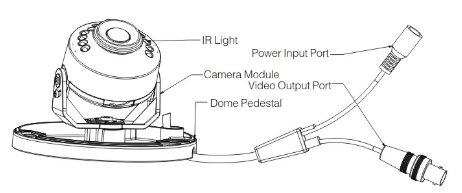 IR Light
Power Input Port
Camera Module
Video Output Port
Dome Pedestal